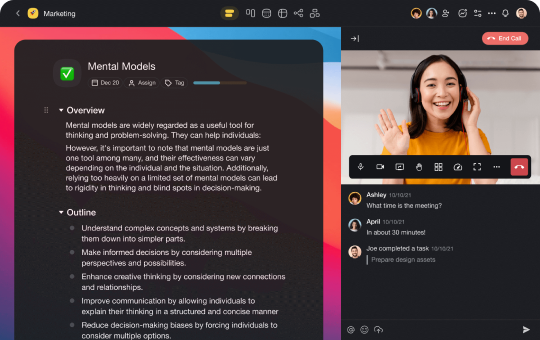 Marketing
End Call
Mental Models
Dec 20 Assign Tag
Overview
Mental models are widely regarded as a useful tool for
thinking and problem-solving. They can help individuals:
However, it's important to note that mental models are just
one tool among many, and their effectiveness can vary
depending on the individual and the situation. Additionally,
relying too heavily on a limited set of mental models can lead
to rigidity in thinking and blind spots in decision-making.
Outline
Understand complex concepts and systems by breaking
them down into simpler parts.
Make informed decisions by considering multiple
perspectives and possibilities.
Enhance creative thinking by considering new connections
and relationships.
Improve communication by allowing individuals to
explain their thinking in a structured and concise manner
Reduce decision-making biases by forcing individuals to
consider multiple options.
Ashley 10/10/21
What time is the meeting?
April 10/10/21
In about 30 minutes!
Joe completed a task 10/10/21
Prepare design assets